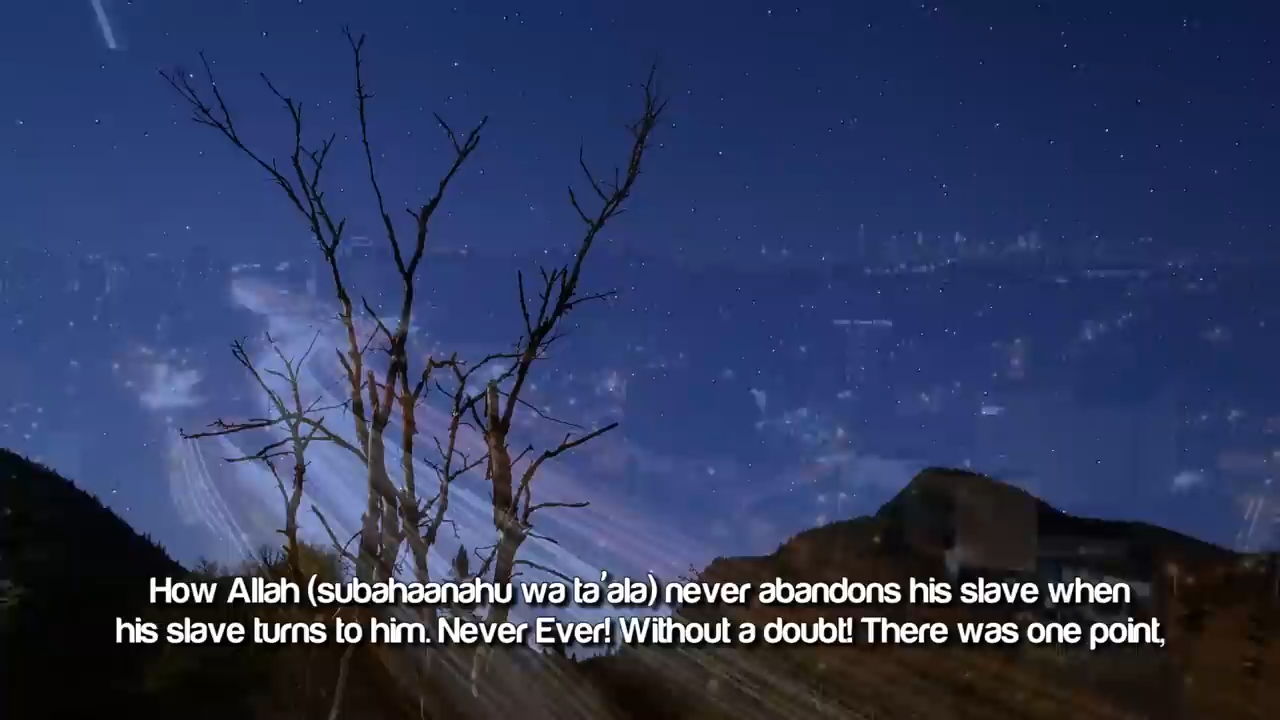 How Allah (subahaanahu wa ta'ala) never abandons his slave when
his slave turns to him. Never Ever! Without a doubt! There was one point,